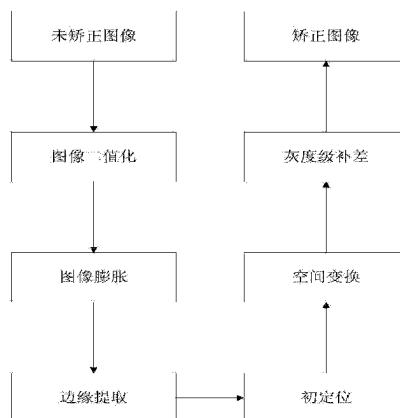 未矫正图像
矫正图像
图像二值化
灰度级补差
图像膨胀
空间变换
边缘提取
初定位